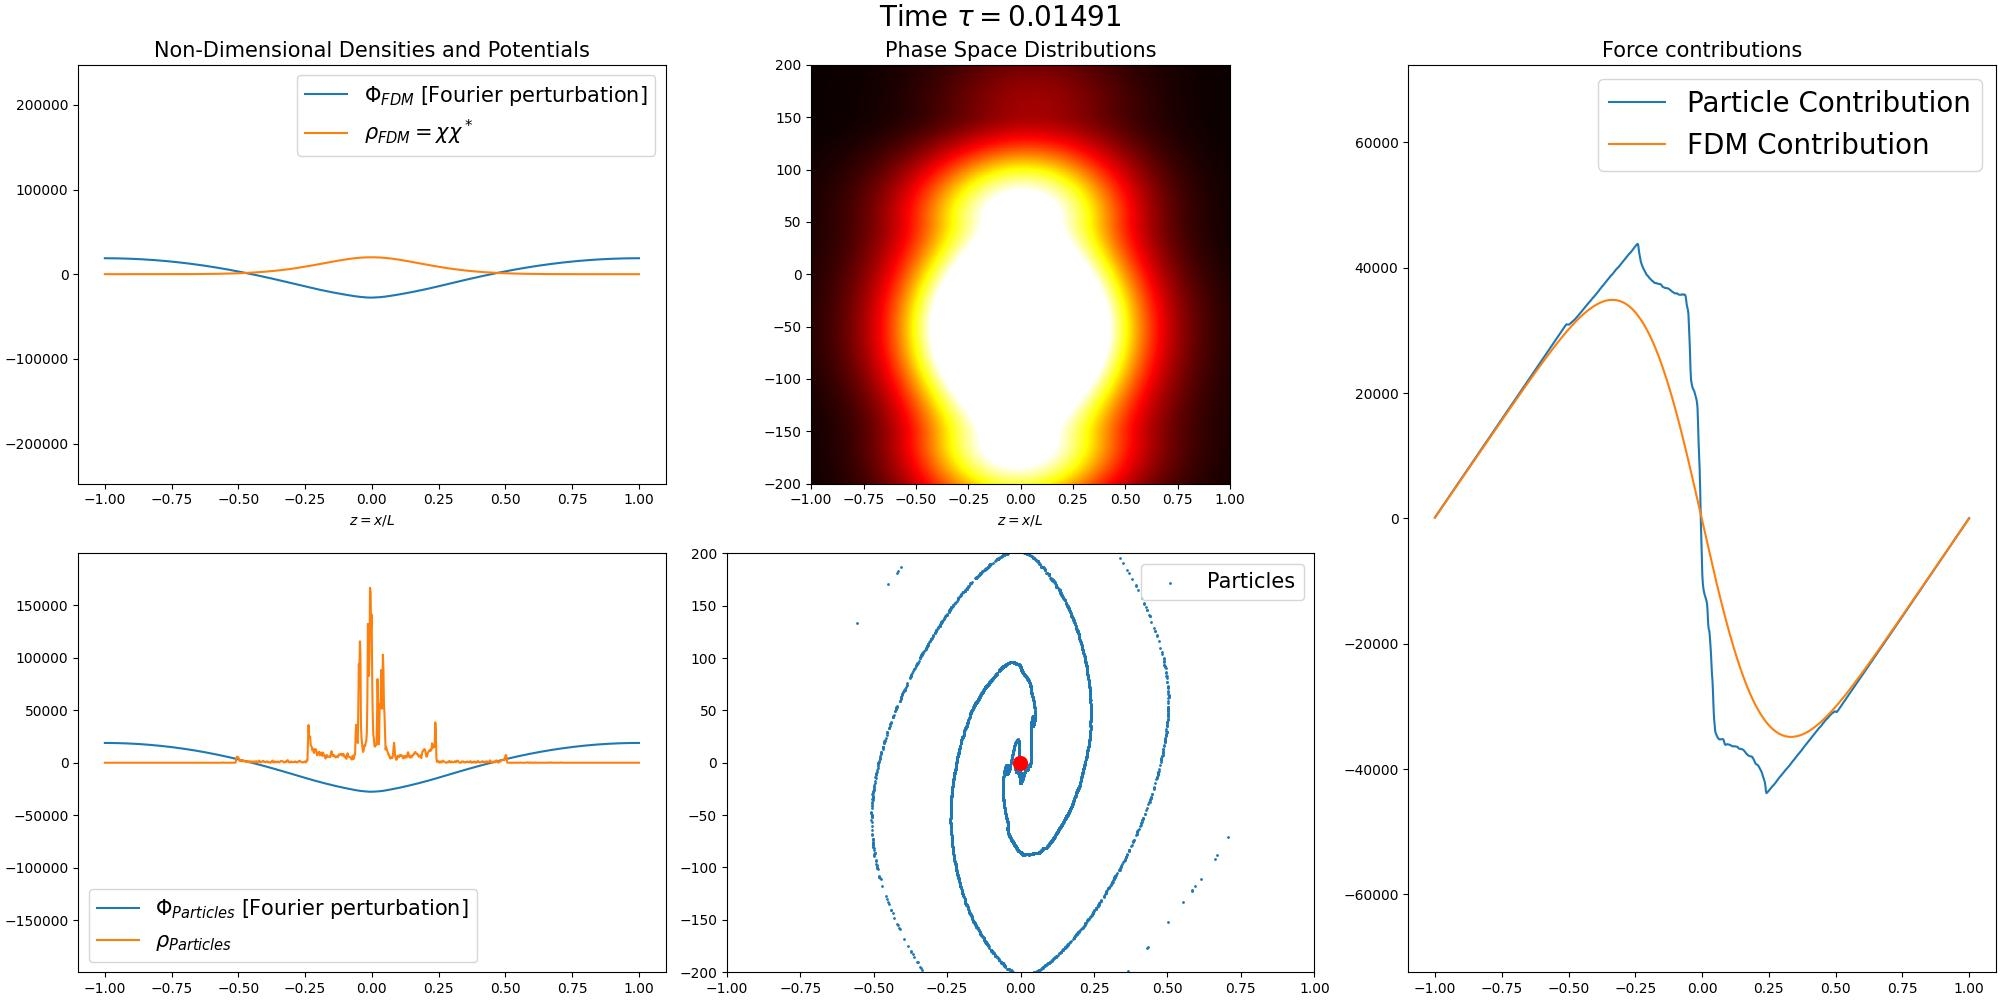 Time τ = 0.01491
Non-Dimensional Densities and Potentials
Φ_FDM [Fourier perturbation]
ρ_FDM = χχ*
200000
100000
0
−100000
−200000
−1.00 −0.75 −0.50 −0.25 0.00 0.25 0.50 0.75 1.00
z = x/L
Phase Space Distributions
200
150
100
50
0
−50
−100
−150
−200
−1.00 −0.75 −0.50 −0.25 0.00 0.25 0.50 0.75 1.00
z = x/L
Force contributions
Particle Contribution
FDM Contribution
60000
40000
20000
0
−20000
−40000
−60000
−1.00 −0.75 −0.50 −0.25 0.00 0.25 0.50 0.75 1.00
150000
100000
50000
0
−50000
−100000
−150000
Φ_Particles [Fourier perturbation]
ρ_Particles
−1.00 −0.75 −0.50 −0.25 0.00 0.25 0.50 0.75 1.00
Particles
200
150
100
50
0
−50
−100
−150
−200
−1.00 −0.75 −0.50 −0.25 0.00 0.25 0.50 0.75 1.00